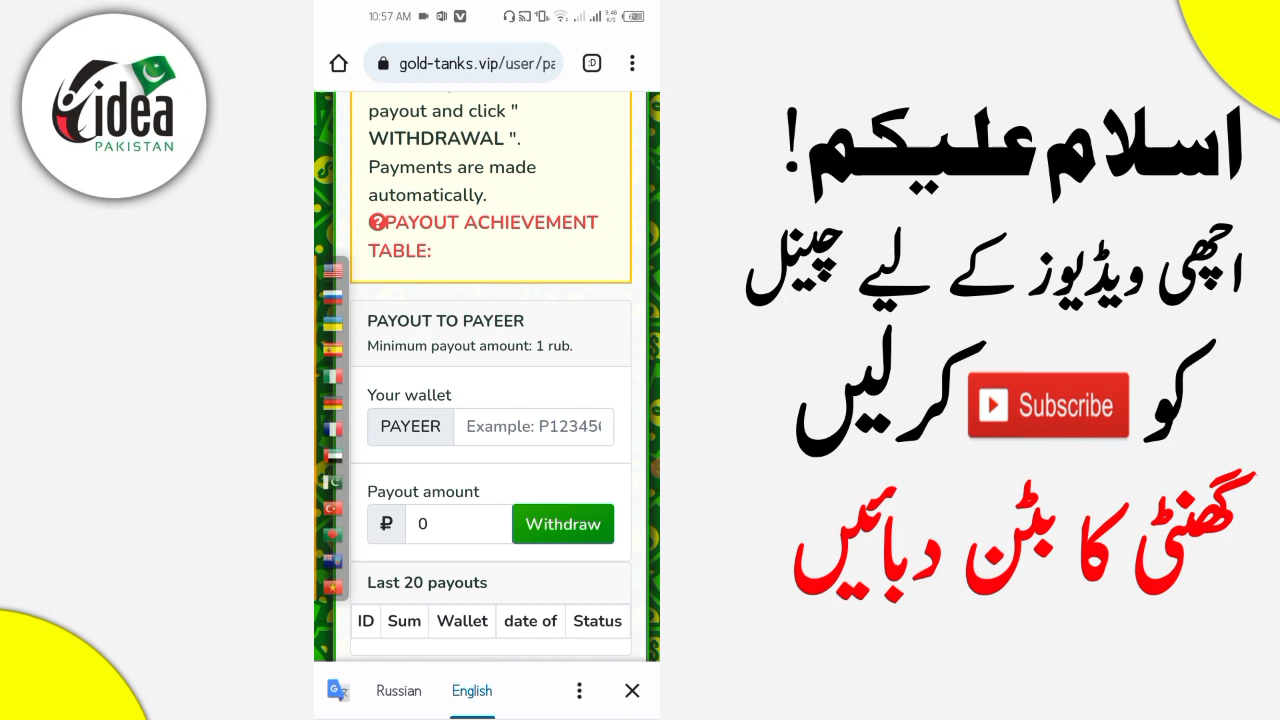 idea
PAKISTAN
10:57 AM
9.46
K/S
gold-tanks.vip/user/pa
:D
payout and click "
WITHDRAWAL ".
Payments are made
automatically.
PAYOUT ACHIEVEMENT
TABLE:
PAYOUT TO PAYEER
Minimum payout amount: 1 rub.
Your wallet
PAYEER Example: P123456
Payout amount
₽ 0 Withdraw
Last 20 payouts
ID Sum Wallet date of Status
Russian English
اسلام علیکم!
اچھی ویڈیوز کے لیے چینل
کو Subscribe کرلیں
گھنٹی کا بٹن دبائیں